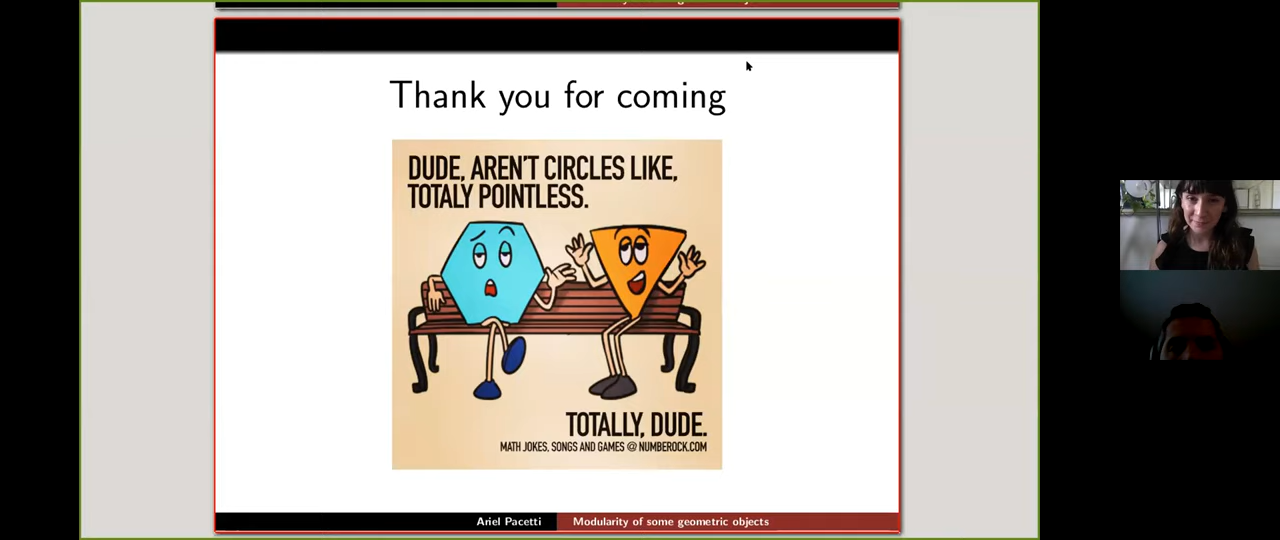 Thank you for coming
DUDE, AREN'T CIRCLES LIKE,
TOTALY POINTLESS.
TOTALLY, DUDE.
MATH JOKES, SONGS AND GAMES @ NUMBEROCK.COM
Ariel Pacetti Modularity of some geometric objects